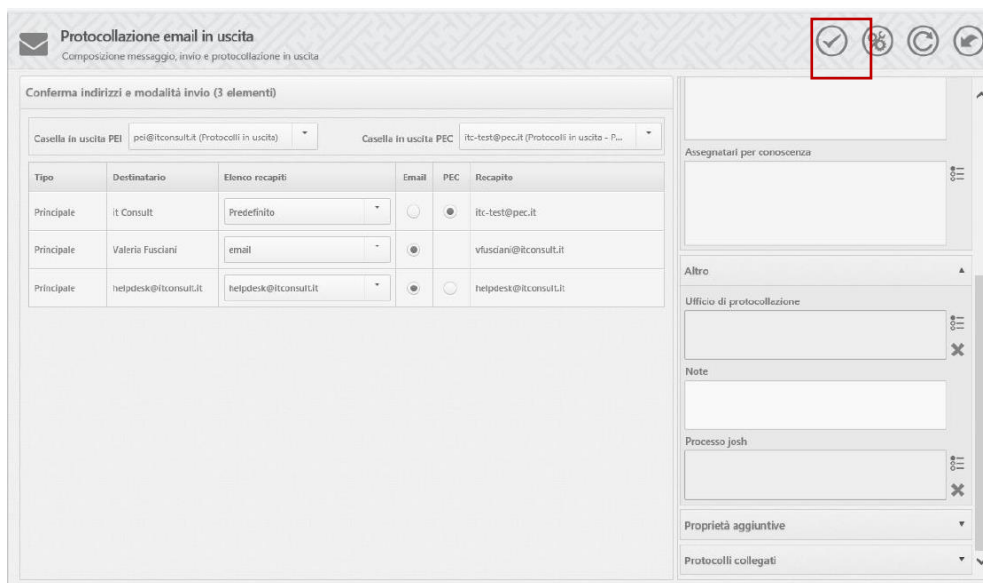 Protocollazione email in uscita
Composizione messaggio, invio e protocollazione in uscita
Conferma indirizzi e modalità invio (3 elementi)
Casella in uscita PEI pei@itconsult.it (Protocolli in uscita) Casella in uscita PEC itc-test@pec.it (Protocolli in uscita - P...
Tipo Destinatario Elenco recapiti Email PEC Recapito
Principale it Consult Predefinito itc-test@pec.it
Principale Valeria Fusciani email vfusciani@itconsult.it
Principale helpdesk@itconsult.it helpdesk@itconsult.it helpdesk@itconsult.it
Assegnatari per conoscenza
Altro
Ufficio di protocollazione
Note
Processo josh
Proprietà aggiuntive
Protocolli collegati